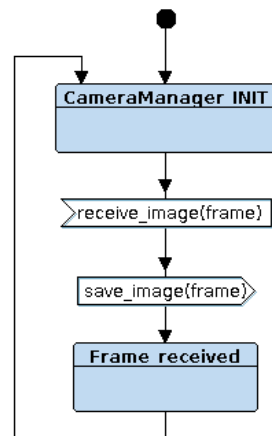 CameraManager INIT
receive_image(frame)
save_image(frame)
Frame received